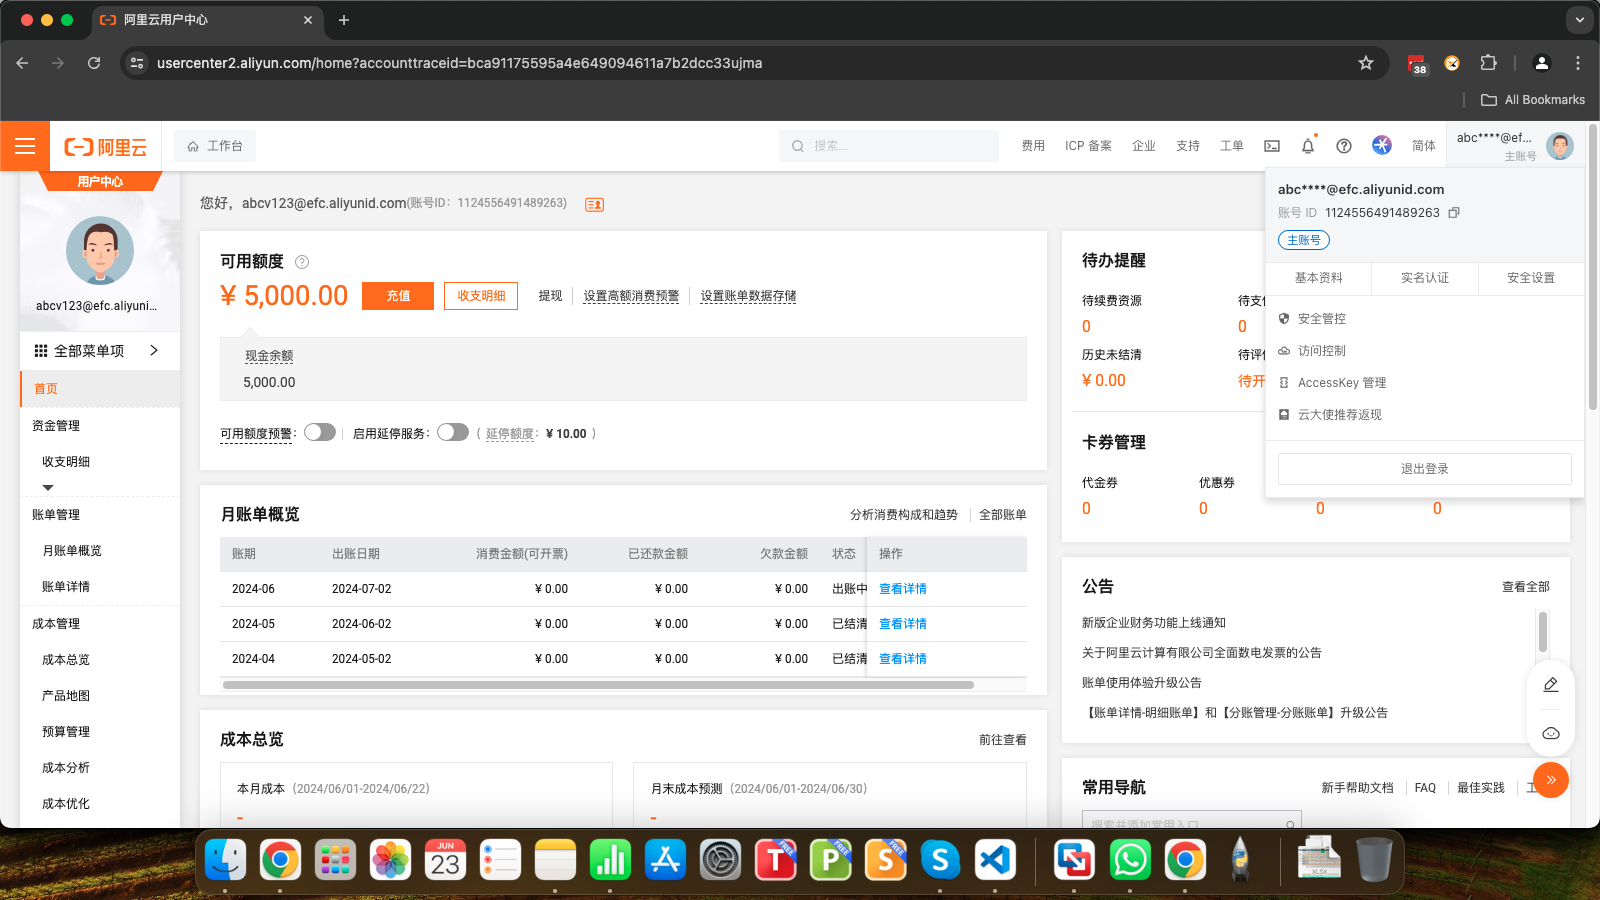 阿里云用户中心
usercenter2.aliyun.com/home?accounttraceid=bca91175595a4e649094611a7b2dcc33ujma
38
All Bookmarks
阿里云
工作台
搜索...
费用
ICP 备案
企业
支持
工单
简体
abc****@ef...
主账号
用户中心
abcv123@efc.aliyuni...
全部菜单项
首页
资金管理
收支明细
账单管理
月账单概览
账单详情
成本管理
成本总览
产品地图
预算管理
成本分析
成本优化
您好，abcv123@efc.aliyunid.com(账号ID：1124556491489263)
可用额度
¥ 5,000.00
充值
收支明细
提现
设置高额消费预警
设置账单数据存储
现金余额
5,000.00
可用额度预警：
启用延停服务：
( 延停额度： ¥ 10.00 )
月账单概览
分析消费构成和趋势
全部账单
账期 出账日期 消费金额(可开票) 已还款金额 欠款金额 状态 操作
2024-06 2024-07-02 ¥ 0.00 ¥ 0.00 ¥ 0.00 出账中 查看详情
2024-05 2024-06-02 ¥ 0.00 ¥ 0.00 ¥ 0.00 已结清 查看详情
2024-04 2024-05-02 ¥ 0.00 ¥ 0.00 ¥ 0.00 已结清 查看详情
成本总览
前往查看
本月成本 (2024/06/01-2024/06/22)
-
月末成本预测 (2024/06/01-2024/06/30)
-
待办提醒
待续费资源
0
待支
0
历史未结清
¥ 0.00
待评
待开
卡券管理
代金券
0
优惠券
0
0
0
abc****@efc.aliyunid.com
账号 ID 1124556491489263
主账号
基本资料
实名认证
安全设置
安全管控
访问控制
AccessKey 管理
云大使推荐返现
退出登录
公告
查看全部
新版企业财务功能上线通知
关于阿里云计算有限公司全面数电发票的公告
账单使用体验升级公告
【账单详情-明细账单】和【分账管理-分账账单】升级公告
常用导航
新手帮助文档
FAQ
最佳实践
工
搜索并添加常用入口
JUN
23
T
FREE
P
FREE
S
FREE
S
XLSX